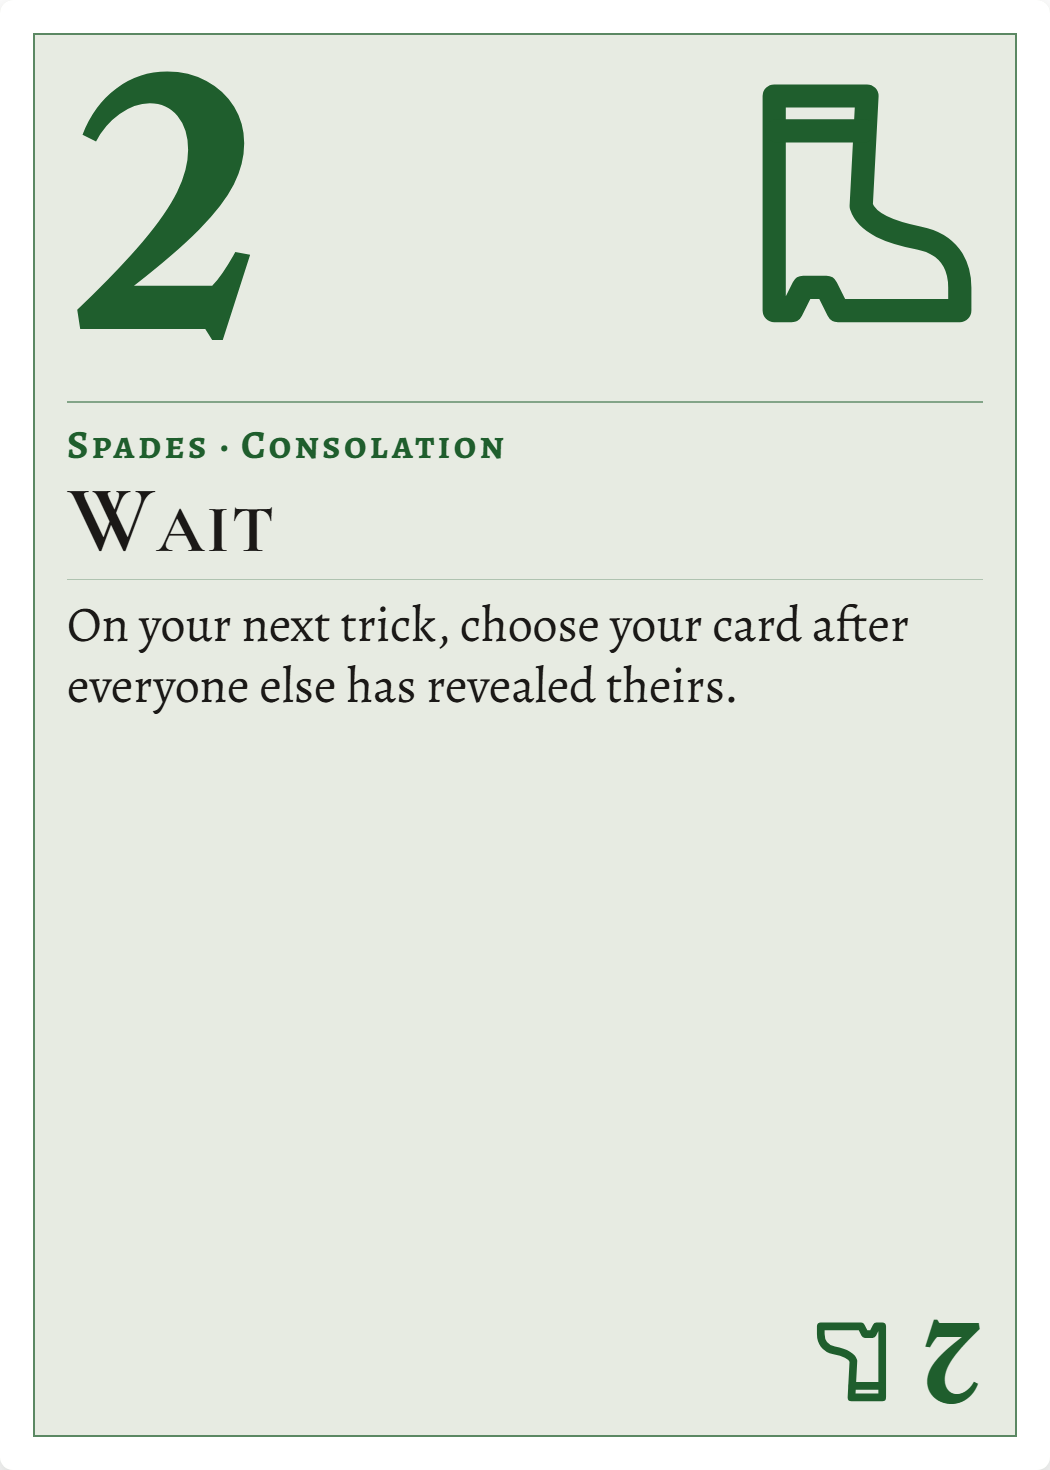 2
Spades · Consolation
Wait
On your next trick, choose your card after
everyone else has revealed theirs.
2